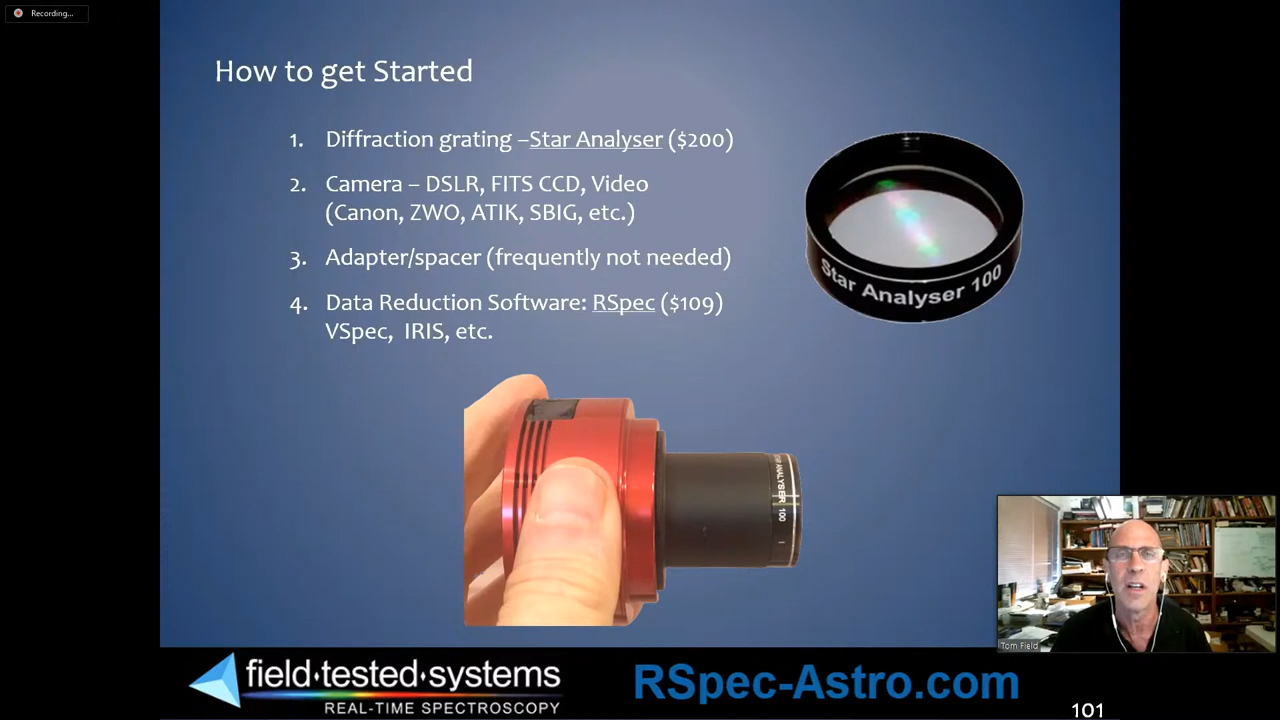 Recording...
How to get Started
1. Diffraction grating –Star Analyser ($200)
2. Camera – DSLR, FITS CCD, Video
(Canon, ZWO, ATIK, SBIG, etc.)
3. Adapter/spacer (frequently not needed)
4. Data Reduction Software: RSpec ($109)
VSpec, IRIS, etc.
Star Analyser 100
ANALYSER 100
Tom Field
field·tested·systems
REAL-TIME SPECTROSCOPY
RSpec-Astro.com
101